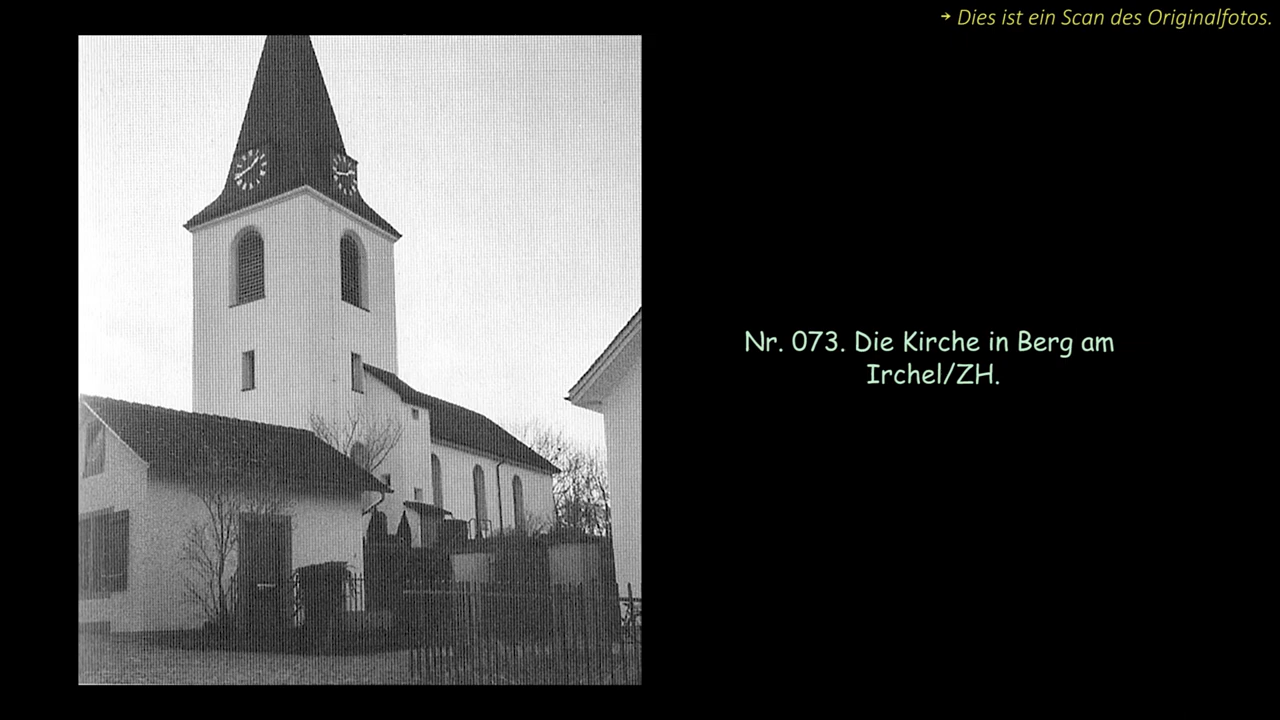 → Dies ist ein Scan des Originalfotos.
Nr. 073. Die Kirche in Berg am
Irchel/ZH.